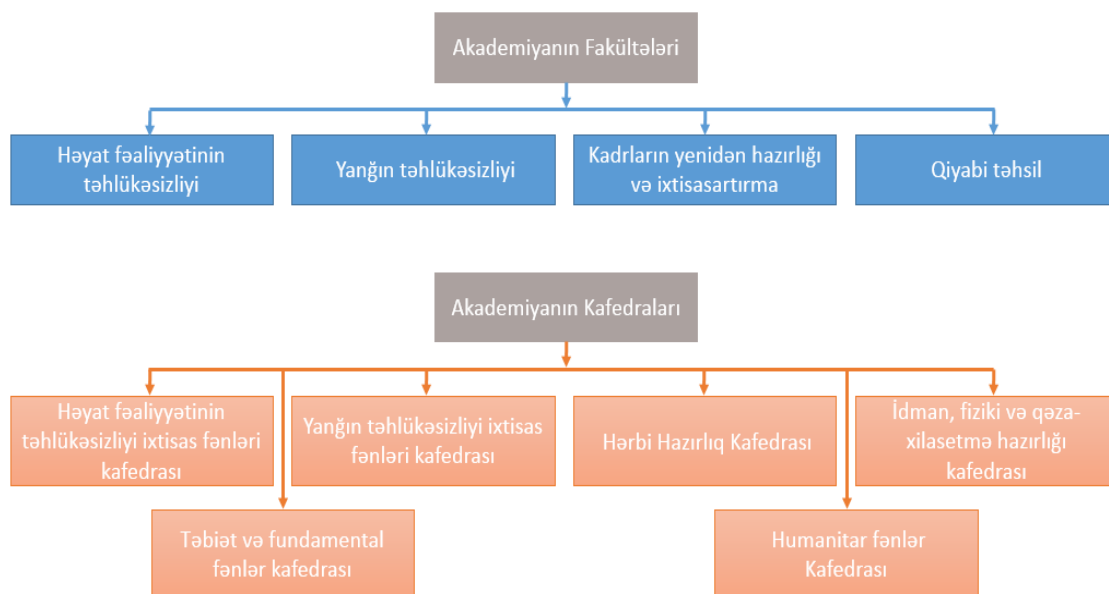 Akademiyanın Fakültələri
Həyat fəaliyyətinin
təhlükəsizliyi
Yanğın təhlükəsizliyi
Kadrların yenidən hazırlığı
və ixtisasartırma
Qiyabi təhsil
Akademiyanın Kafedraları
Həyat fəaliyyətinin
təhlükəsizliyi ixtisas fənləri
kafedrası
Yanğın təhlükəsizliyi ixtisas
fənləri kafedrası
Hərbi Hazırlıq Kafedrası
İdman, fiziki və qəza-
xilasetmə hazırlığı
kafedrası
Təbiət və fundamental
fənlər kafedrası
Humanitar fənlər
Kafedrası